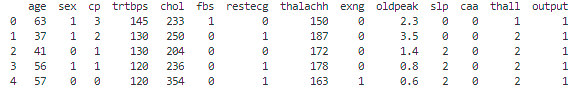 age sex cp trtbps chol fbs restecg thalachh exng oldpeak slp caa thall output
0 63 1 3 145 233 1 0 150 0 2.3 0 0 1 1
1 37 1 2 130 250 0 1 187 0 3.5 0 0 2 1
2 41 0 1 130 204 0 0 172 0 1.4 2 0 2 1
3 56 1 1 120 236 0 1 178 0 0.8 2 0 2 1
4 57 0 0 120 354 0 1 163 1 0.6 2 0 2 1